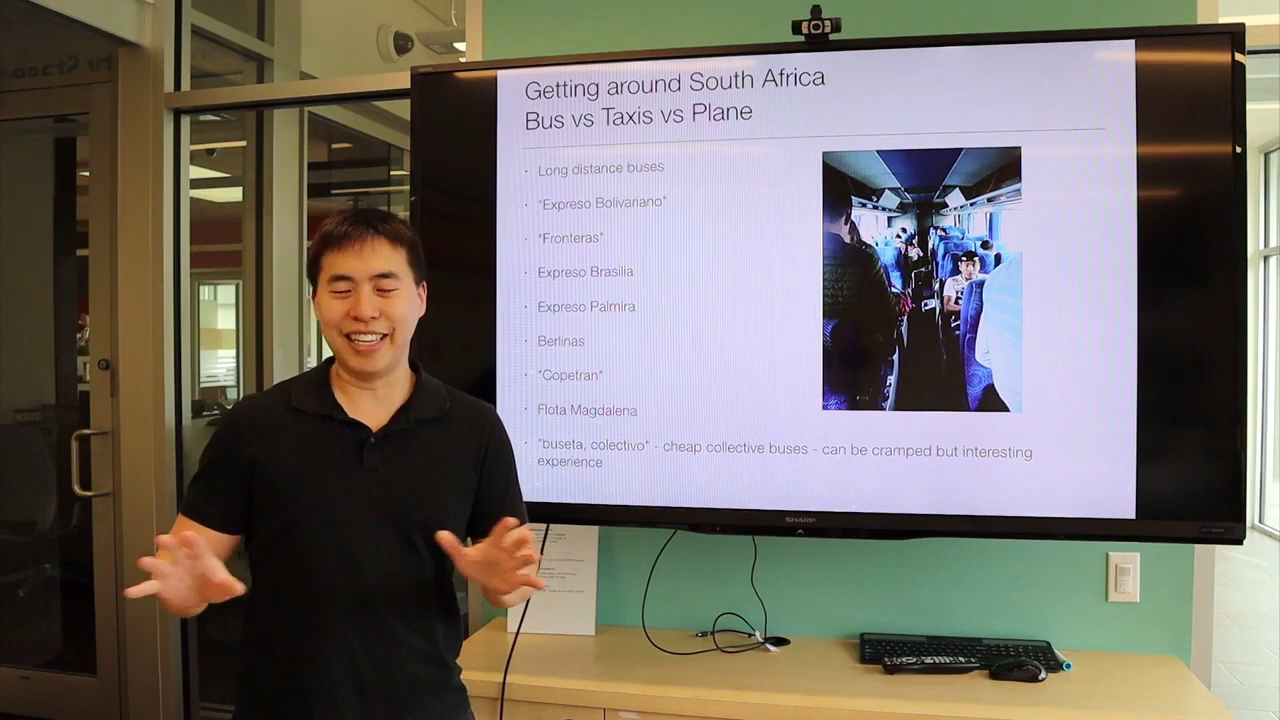 Getting around South Africa
Bus vs Taxis vs Plane
Long distance buses
*Expreso Bolivariano*
*Fronteras*
Expreso Brasilia
Expreso Palmira
Berlinas
*Copetran*
Flota Magdalena
*buseta, colectivo* - cheap collective buses - can be cramped but interesting
experience
SHARP